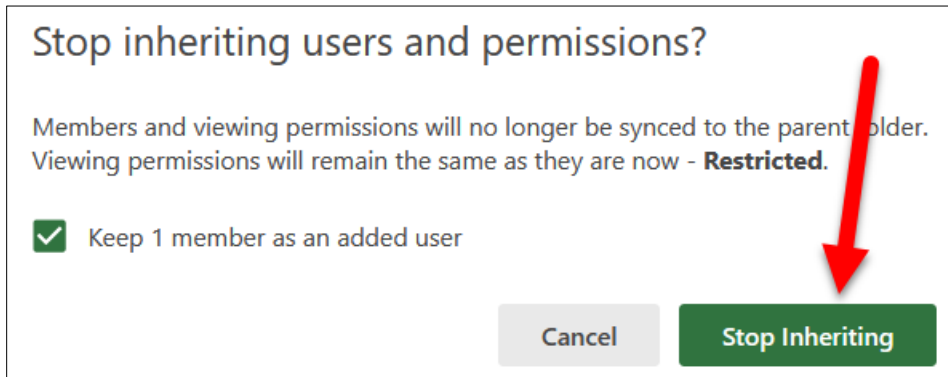 Stop inheriting users and permissions?
Members and viewing permissions will no longer be synced to the parent older.
Viewing permissions will remain the same as they are now - Restricted.
Keep 1 member as an added user
Cancel
Stop Inheriting